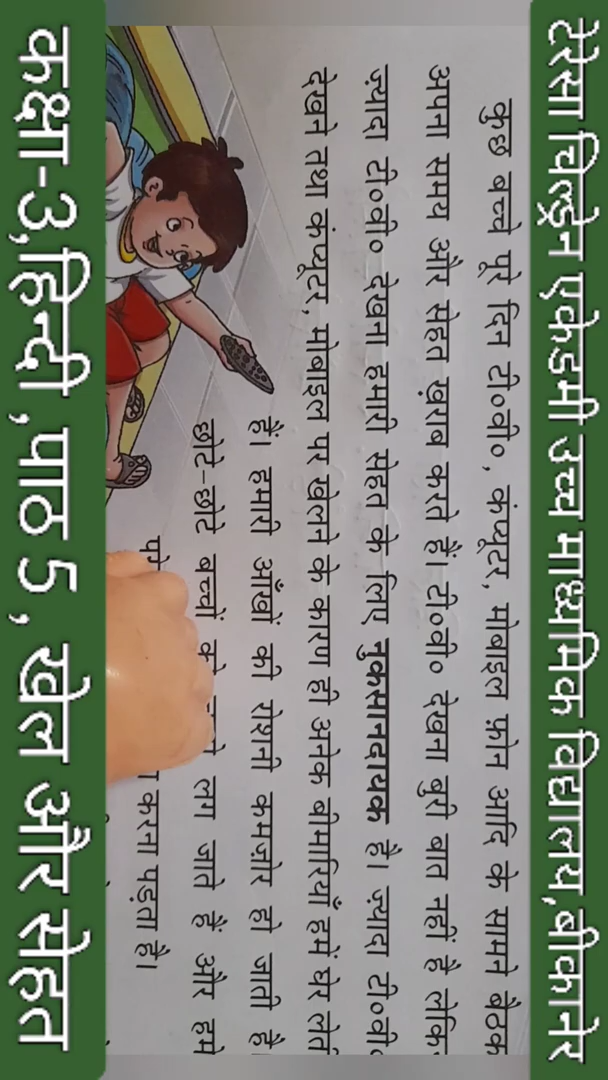 टेरेसा चिल्ड्रेन एकेडमी उच्च माध्यमिक विद्यालय,बीकानेर
कुछ बच्चे पूरे दिन टी०वी०, कंप्यूटर, मोबाइल फ़ोन आदि के सामने बैठक
अपना समय और सेहत ख़राब करते हैं। टी०वी० देखना बुरी बात नहीं है लेकि
ज़्यादा टी०वी० देखना हमारी सेहत के लिए नुकसानदायक है। ज़्यादा टी०वी०
देखने तथा कंप्यूटर, मोबाइल पर खेलने के कारण ही अनेक बीमारियाँ हमें घेर लेत
हैं। हमारी आँखों की रोशनी कमज़ोर हो जाती है।
छोटे-छोटे बच्चों लग जाते हैं और हमे
करना पड़ता है।
कक्षा-3,हिन्दी ,पाठ 5 , खेल और सेहत